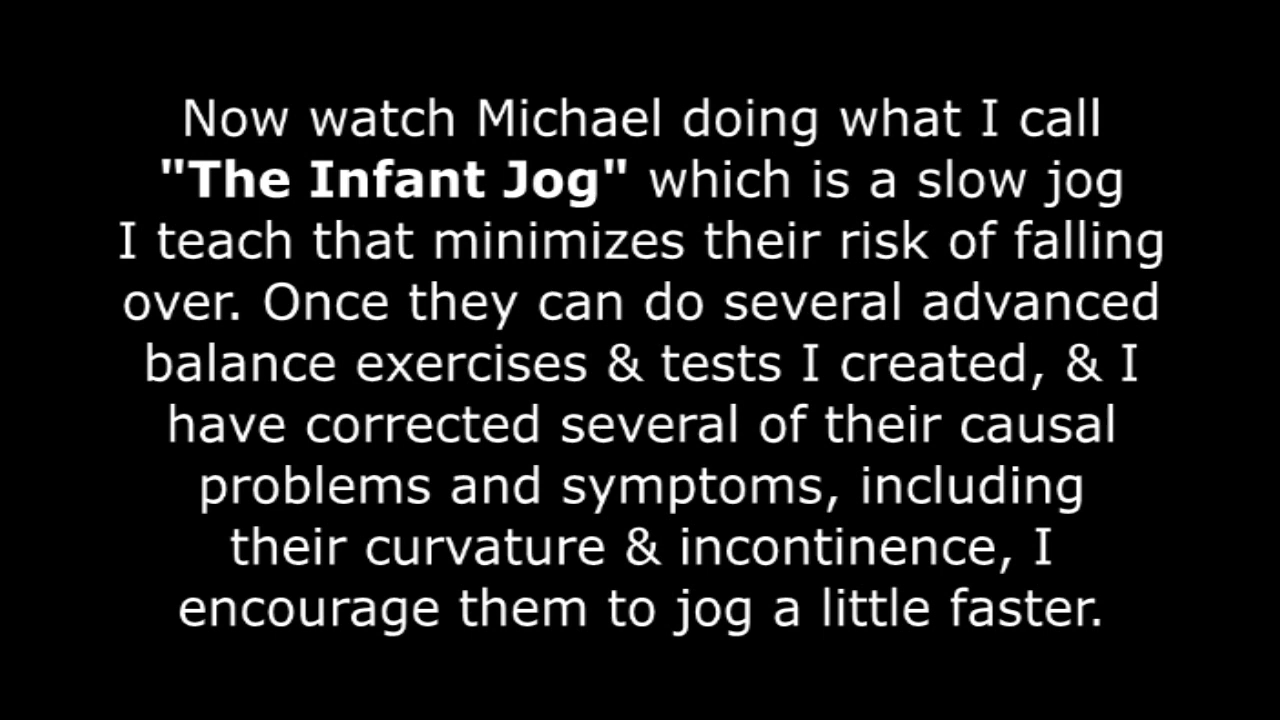 Now watch Michael doing what I call
"The Infant Jog" which is a slow jog
I teach that minimizes their risk of falling
over. Once they can do several advanced
balance exercises & tests I created, & I
have corrected several of their causal
problems and symptoms, including
their curvature & incontinence, I
encourage them to jog a little faster.